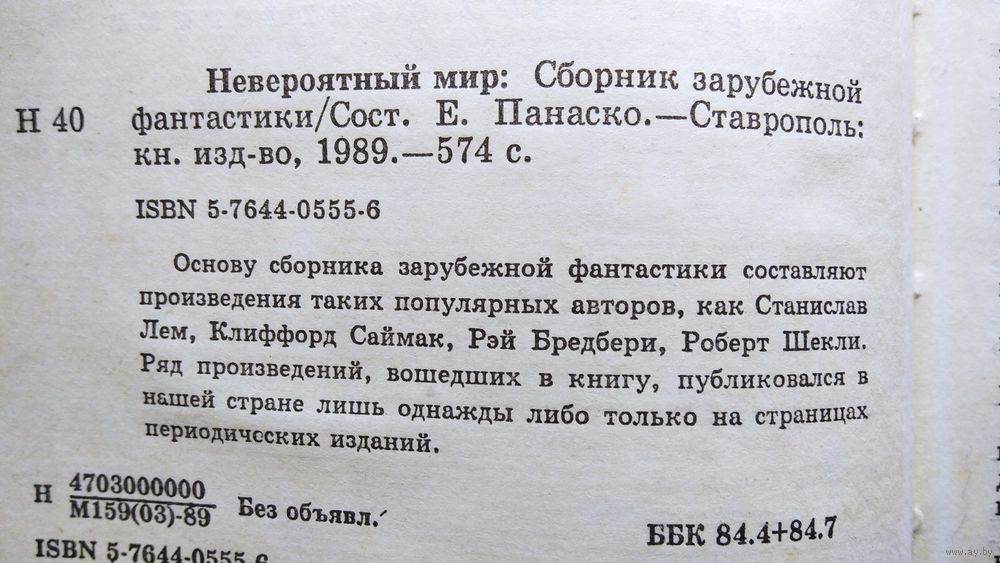 Невероятный мир: Сборник зарубежной
Н 40 фантастики/Сост. Е. Панаско.—Ставрополь:
кн. изд-во, 1989.—574 с.
ISBN 5-7644-0555-6
Основу сборника зарубежной фантастики составляют
произведения таких популярных авторов, как Станислав
Лем, Клиффорд Саймак, Рэй Бредбери, Роберт Шекли.
Ряд произведений, вошедших в книгу, публиковался в
нашей стране лишь однажды либо только на страницах
периодических изданий.
Н 4703000000
М159(03)-89 Без объявл.
ББК 84.4+84.7
ISBN 5-7644-0555-6
www.ay.by